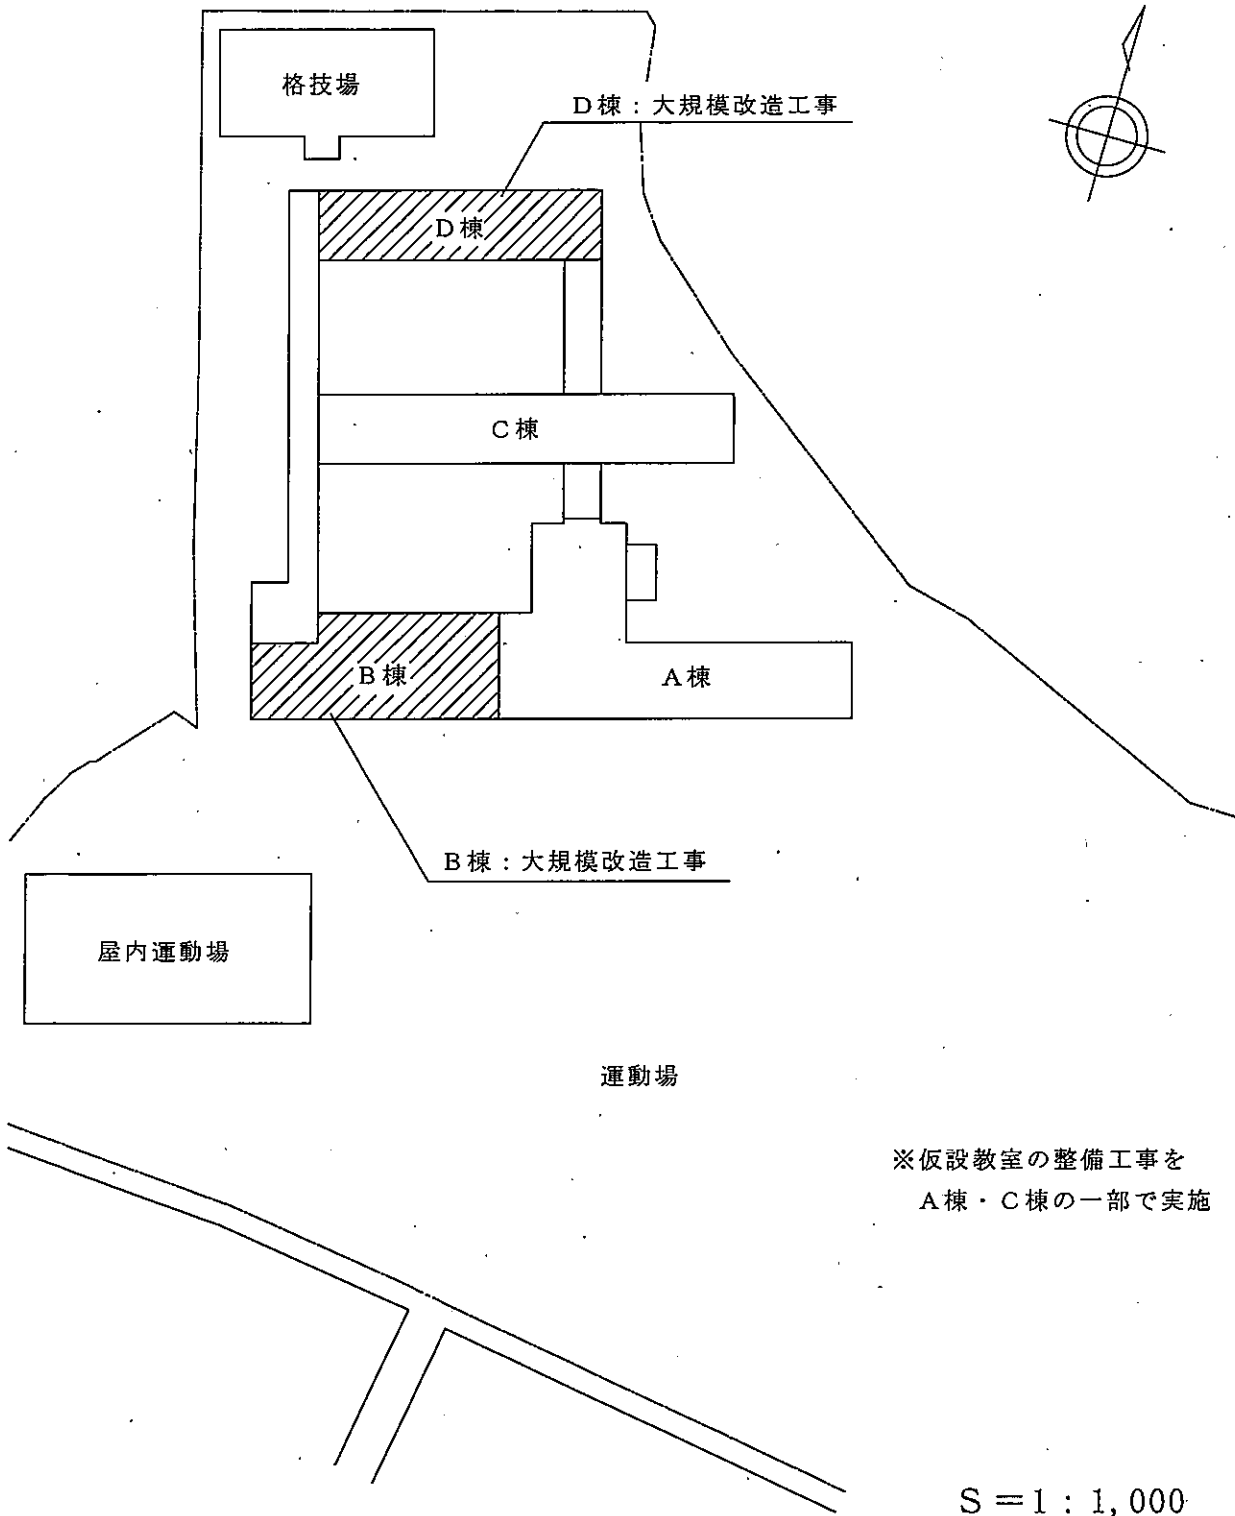 格技場
D棟：大規模改造工事
D棟
C棟
B棟
A棟
B棟：大規模改造工事
屋内運動場
運動場
※仮設教室の整備工事を
A棟・C棟の一部で実施
S＝1：1,000